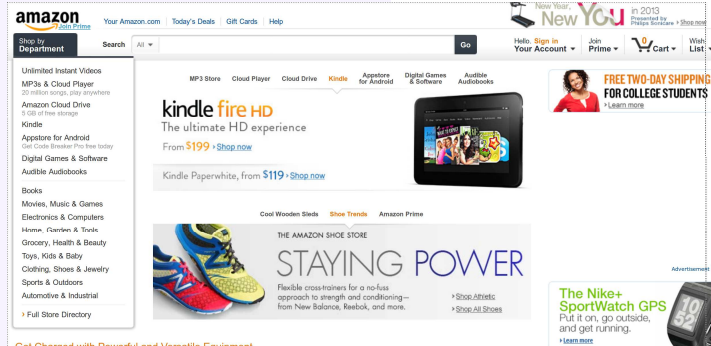 amazon
Join Prime
Your Amazon.com
Today's Deals
Gift Cards
Help
New Year,
New You in 2013
Presented by
Philips Sonicare
Shop now
Shop by
Department
Search
All
Go
Hello. Sign in
Your Account
Join
Prime
0
Cart
Wish
List
Unlimited Instant Videos
MP3s & Cloud Player
20 million songs, play anywhere
Amazon Cloud Drive
5 GB of free storage
Kindle
Appstore for Android
Get Code Breaker Pro free today
Digital Games & Software
Audible Audiobooks
Books
Movies, Music & Games
Electronics & Computers
Home, Garden & Tools
Grocery, Health & Beauty
Toys, Kids & Baby
Clothing, Shoes & Jewelry
Sports & Outdoors
Automotive & Industrial
Full Store Directory
MP3 Store
Cloud Player
Cloud Drive
Kindle
Appstore
for Android
Digital Games
& Software
Audible
Audiobooks
kindle fire HD
The ultimate HD experience
From $199 Shop now
Kindle Paperwhite, from $119 Shop now
Cool Wooden Sleds
Shoe Trends
Amazon Prime
THE AMAZON SHOE STORE
STAYING POWER
Flexible cross-trainers for a no-fuss
approach to strength and conditioning—
from New Balance, Reebok, and more.
Shop Athletic
Shop All Shoes
FREE TWO-DAY SHIPPING
FOR COLLEGE STUDENTS
Learn more
Advertisement
The Nike+
SportWatch GPS
Put it on, go outside,
and get running.
Learn more
10
52
Get Charged with Powerful and Versatile Equipment